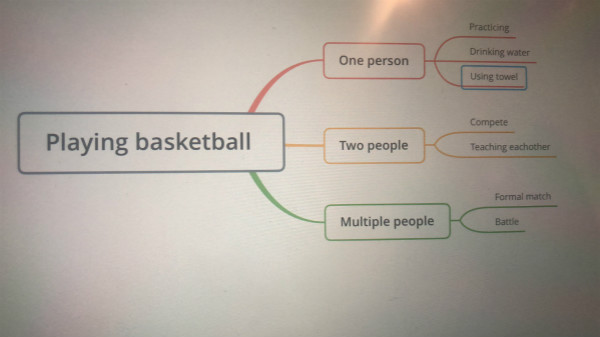 Playing basketball
One person
Practicing
Drinking water
Using towel
Two people
Compete
Teaching eachother
Multiple people
Formal match
Battle